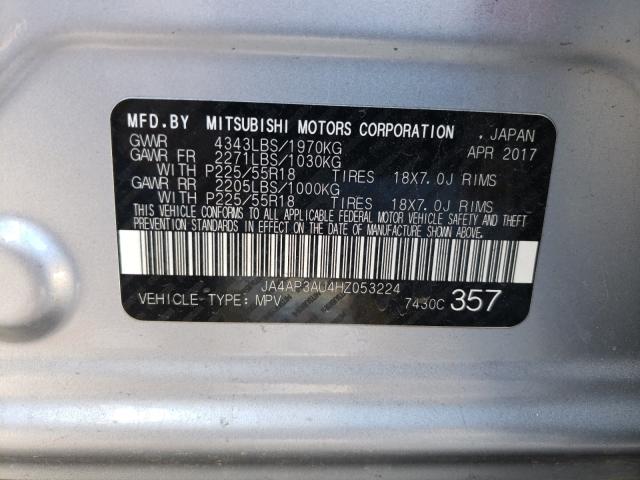 MFD.BY MITSUBISHI MOTORS CORPORATION , JAPAN
GVWR 4343LBS/1970KG APR 2017
GAWR FR 2271LBS/1030KG
WITH P225/55R18 TIRES 18X7.0J RIMS
GAWR RR 2205LBS/1000KG
WITH P225/55R18 TIRES 18X7.0J RIMS
THIS VEHICLE CONFORMS TO ALL APPLICABLE FEDERAL MOTOR VEHICLE SAFETY AND THEFT
PREVENTION STANDARDS IN EFFECT ON THE DATE OF MANUFACTURE SHOWN ABOVE.
JA4AP3AU4HZ053224
VEHICLE-TYPE: MPV 7430C 357